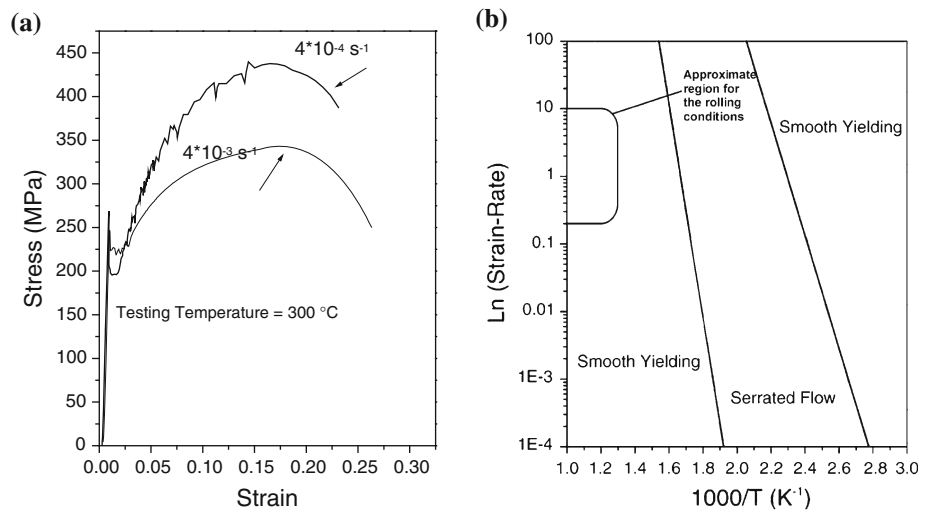 (a)
450
400
350
300
250
200
150
100
50
0
Stress (MPa)
4*10-4 s-1
4*10-3 s-1
Testing Temperature = 300 °C
0.00 0.05 0.10 0.15 0.20 0.25 0.30
Strain
(b)
100
10
1
0.1
0.01
1E-3
1E-4
Ln (Strain-Rate)
Approximate
region for
the rolling
conditions
Smooth Yielding
Smooth Yielding
Serrated Flow
1.0 1.2 1.4 1.6 1.8 2.0 2.2 2.4 2.6 2.8 3.0
1000/T (K-1)